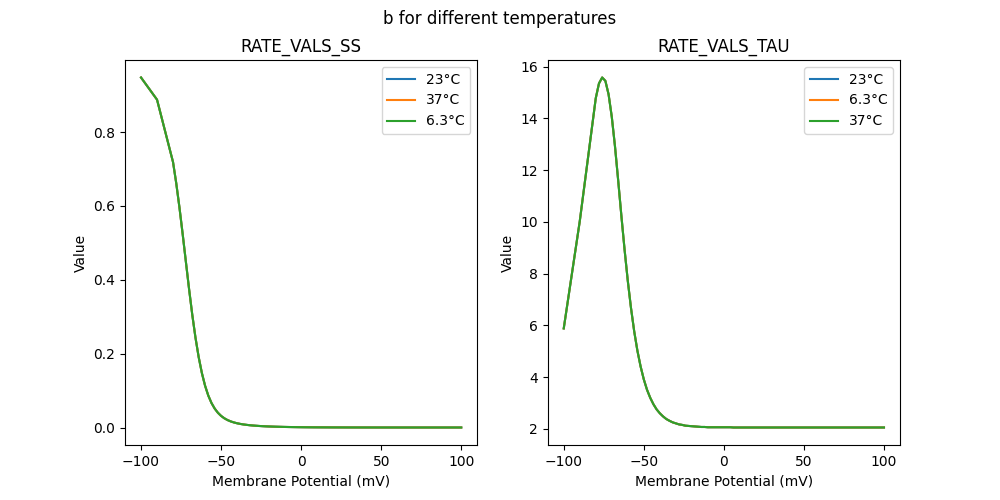 b for different temperatures
RATE_VALS_SS
23°C
37°C
6.3°C
0.8
0.6
0.4
0.2
0.0
Value
−100
−50
0
50
100
Membrane Potential (mV)
RATE_VALS_TAU
23°C
6.3°C
37°C
16
14
12
10
8
6
4
2
Value
−100
−50
0
50
100
Membrane Potential (mV)